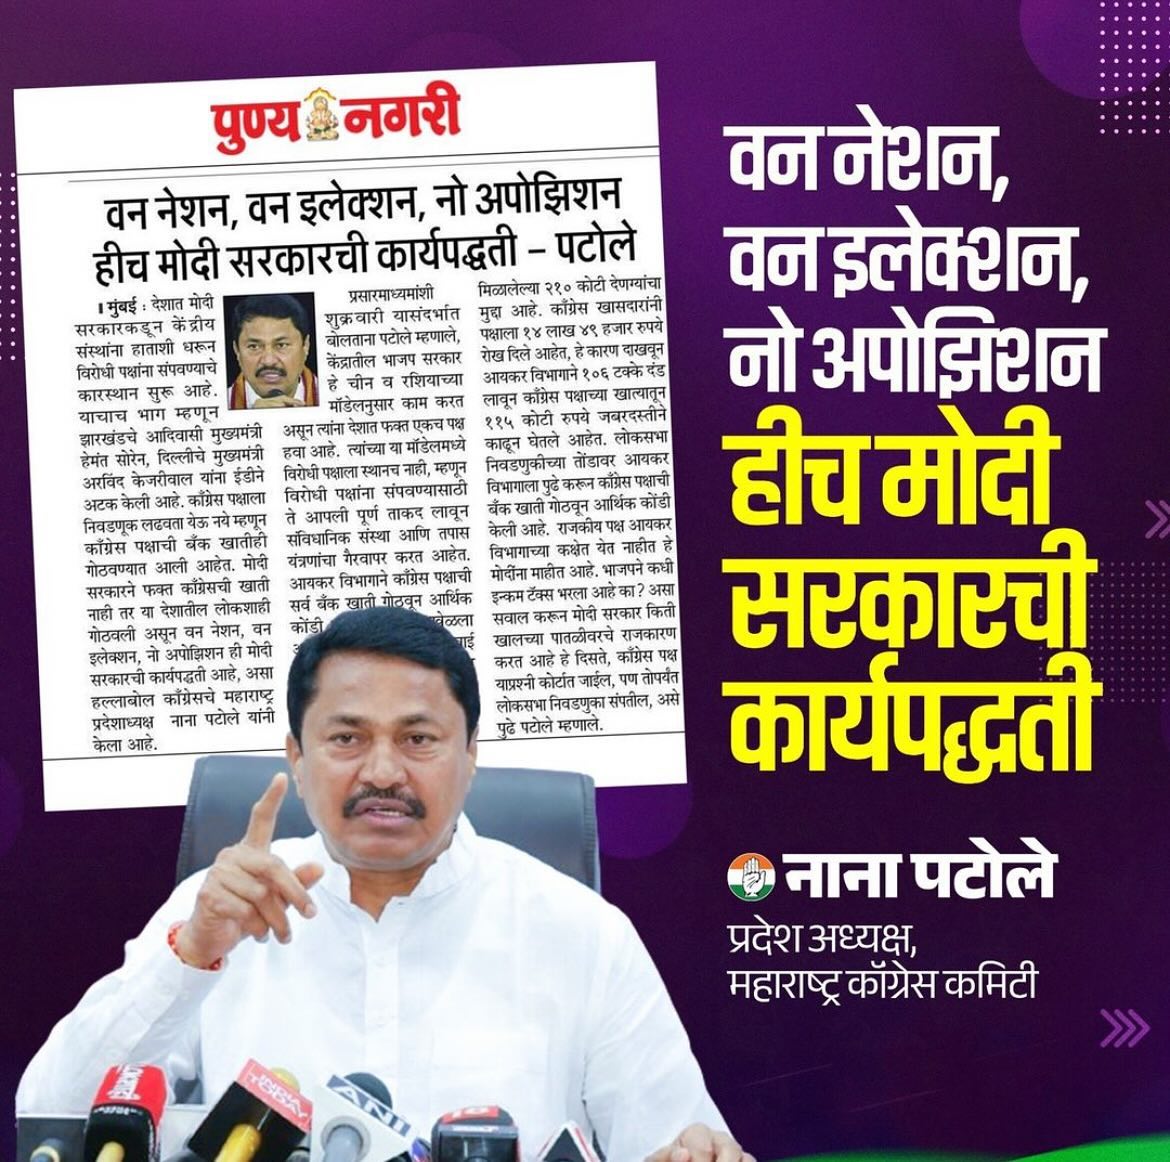 पुण्य नगरी
वन नेशन, वन इलेक्शन, नो अपोझिशन
हीच मोदी सरकारची कार्यपद्धती – पटोले
। मुंबई : देशात मोदी
सरकारकडून केंद्रीय
संस्थांना हाताशी धरून
विरोधी पक्षांना संपवण्याचे
कारस्थान सुरू आहे.
याचाच भाग म्हणून
झारखंडचे आदिवासी मुख्यमंत्री
हेमंत सोरेन, दिल्लीचे मुख्यमंत्री
अरविंद केजरीवाल यांना ईडीने
अटक केली आहे. काँग्रेस पक्षाला
निवडणूक लढवता येऊ नये म्हणून
काँग्रेस पक्षाची बँक खातीही
गोठवण्यात आली आहेत. मोदी
सरकारने फक्त काँग्रेसची खाती
नाही तर या देशातील लोकशाही
गोठवली असून वन नेशन, वन
इलेक्शन, नो अपोझिशन ही मोदी
सरकारची कार्यपद्धती आहे, असा
हल्लाबोल काँग्रेसचे महाराष्ट्र
प्रदेशाध्यक्ष नाना पटोले यांनी
केला आहे.
प्रसारमाध्यमांशी
शुक्रवारी यासंदर्भात
बोलताना पटोले म्हणाले,
केंद्रातील भाजप सरकार
हे चीन व रशियाच्या
मॉडेलनुसार काम करत
असून त्यांना देशात फक्त एकच पक्ष
हवा आहे. त्यांच्या या मॉडेलमध्ये
विरोधी पक्षाला स्थानच नाही, म्हणून
विरोधी पक्षांना संपवण्यासाठी
ते आपली पूर्ण ताकद लावून
संविधानिक संस्था आणि तपास
यंत्रणांचा गैरवापर करत आहेत.
आयकर विभागाने काँग्रेस पक्षाची
सर्व बँक खाती गोठवून आर्थिक
कोंडी
मिळालेल्या २१० कोटी देणग्यांचा
मुद्दा आहे. काँग्रेस खासदारांनी
पक्षाला १४ लाख ४९ हजार रुपये
रोख दिले आहेत, हे कारण दाखवून
आयकर विभागाने १०६ टक्के दंड
लावून काँग्रेस पक्षाच्या खात्यातून
११५ कोटी रुपये जबरदस्तीने
काढून घेतले आहेत. लोकसभा
निवडणुकीच्या तोंडावर आयकर
विभागाला पुढे करून काँग्रेस पक्षाची
बँक खाती गोठवून आर्थिक कोंडी
केली आहे. राजकीय पक्ष आयकर
विभागाच्या कक्षेत येत नाहीत हे
मोदींना माहीत आहे. भाजपने कधी
इन्कम टॅक्स भरला आहे का? असा
सवाल करून मोदी सरकार किती
खालच्या पातळीवरचे राजकारण
करत आहे हे दिसते, काँग्रेस पक्ष
याप्रश्नी कोर्टात जाईल, पण तोपर्यंत
लोकसभा निवडणुका संपतील, असे
पुढे पटोले म्हणाले.
वन नेशन,
वन इलेक्शन,
नो अपोझिशन
हीच मोदी
सरकारची
कार्यपद्धती
नाना पटोले
प्रदेश अध्यक्ष,
महाराष्ट्र काँग्रेस कमिटी
INDIA
TODAY
ANI